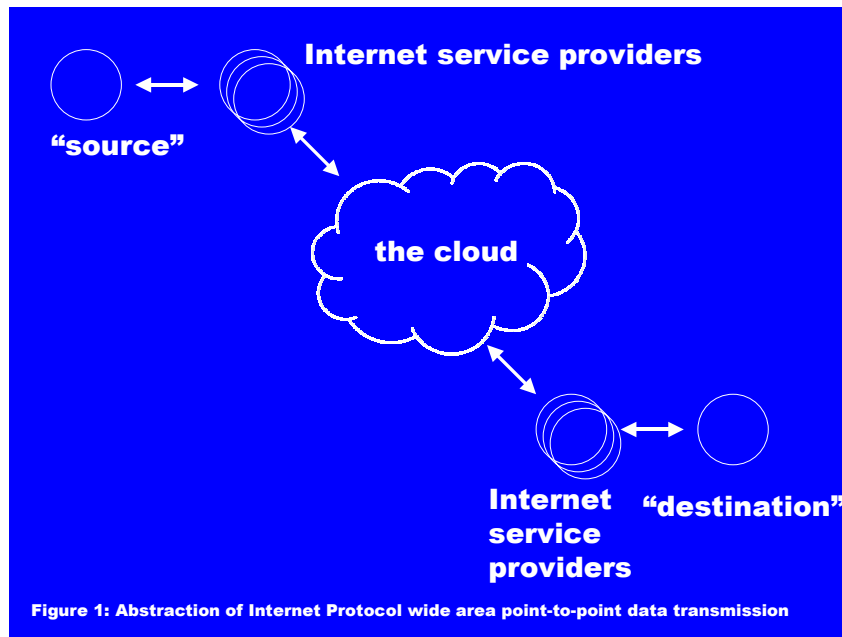 Internet service providers
“source”
the cloud
Internet
service
providers
“destination”
Figure 1: Abstraction of Internet Protocol wide area point-to-point data transmission